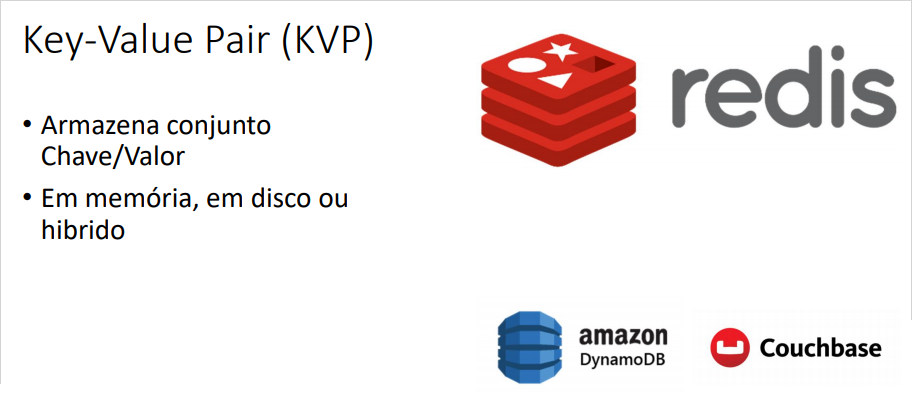 Key-Value Pair (KVP)
• Armazena conjunto
Chave/Valor
• Em memória, em disco ou
hibrido
redis
amazon
DynamoDB
Couchbase